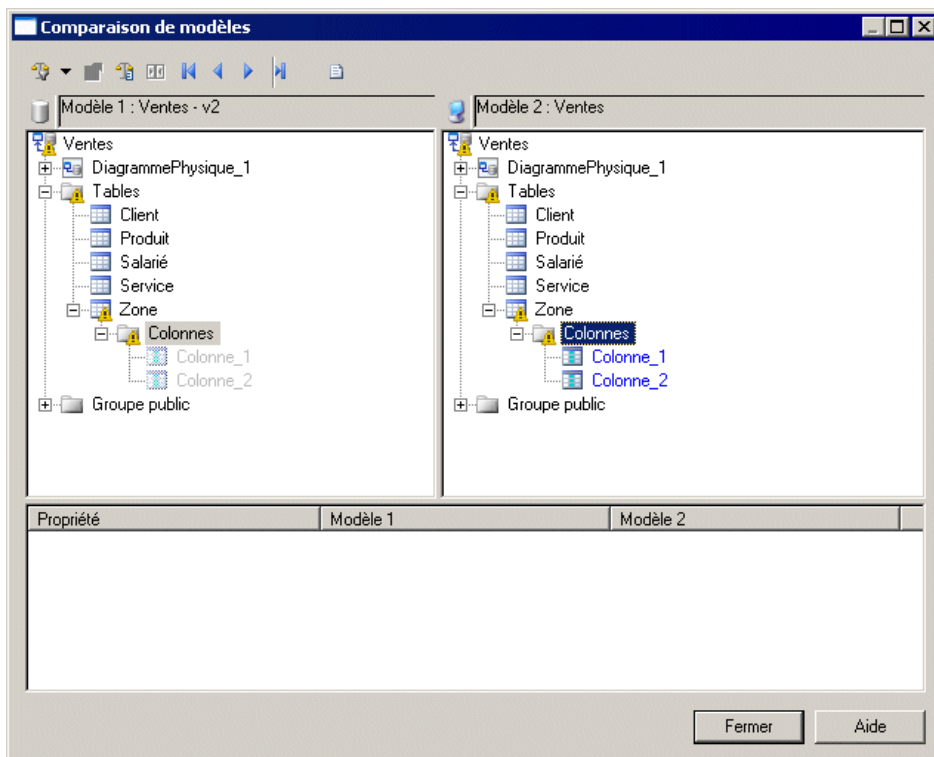 Comparaison de modèles
Modèle 1 : Ventes - v2
Modèle 2 : Ventes
Ventes
DiagrammePhysique_1
Tables
Client
Produit
Salarié
Service
Zone
Colonnes
Colonne_1
Colonne_2
Groupe public
Ventes
DiagrammePhysique_1
Tables
Client
Produit
Salarié
Service
Zone
Colonnes
Colonne_1
Colonne_2
Groupe public
Propriété Modèle 1 Modèle 2
Fermer Aide